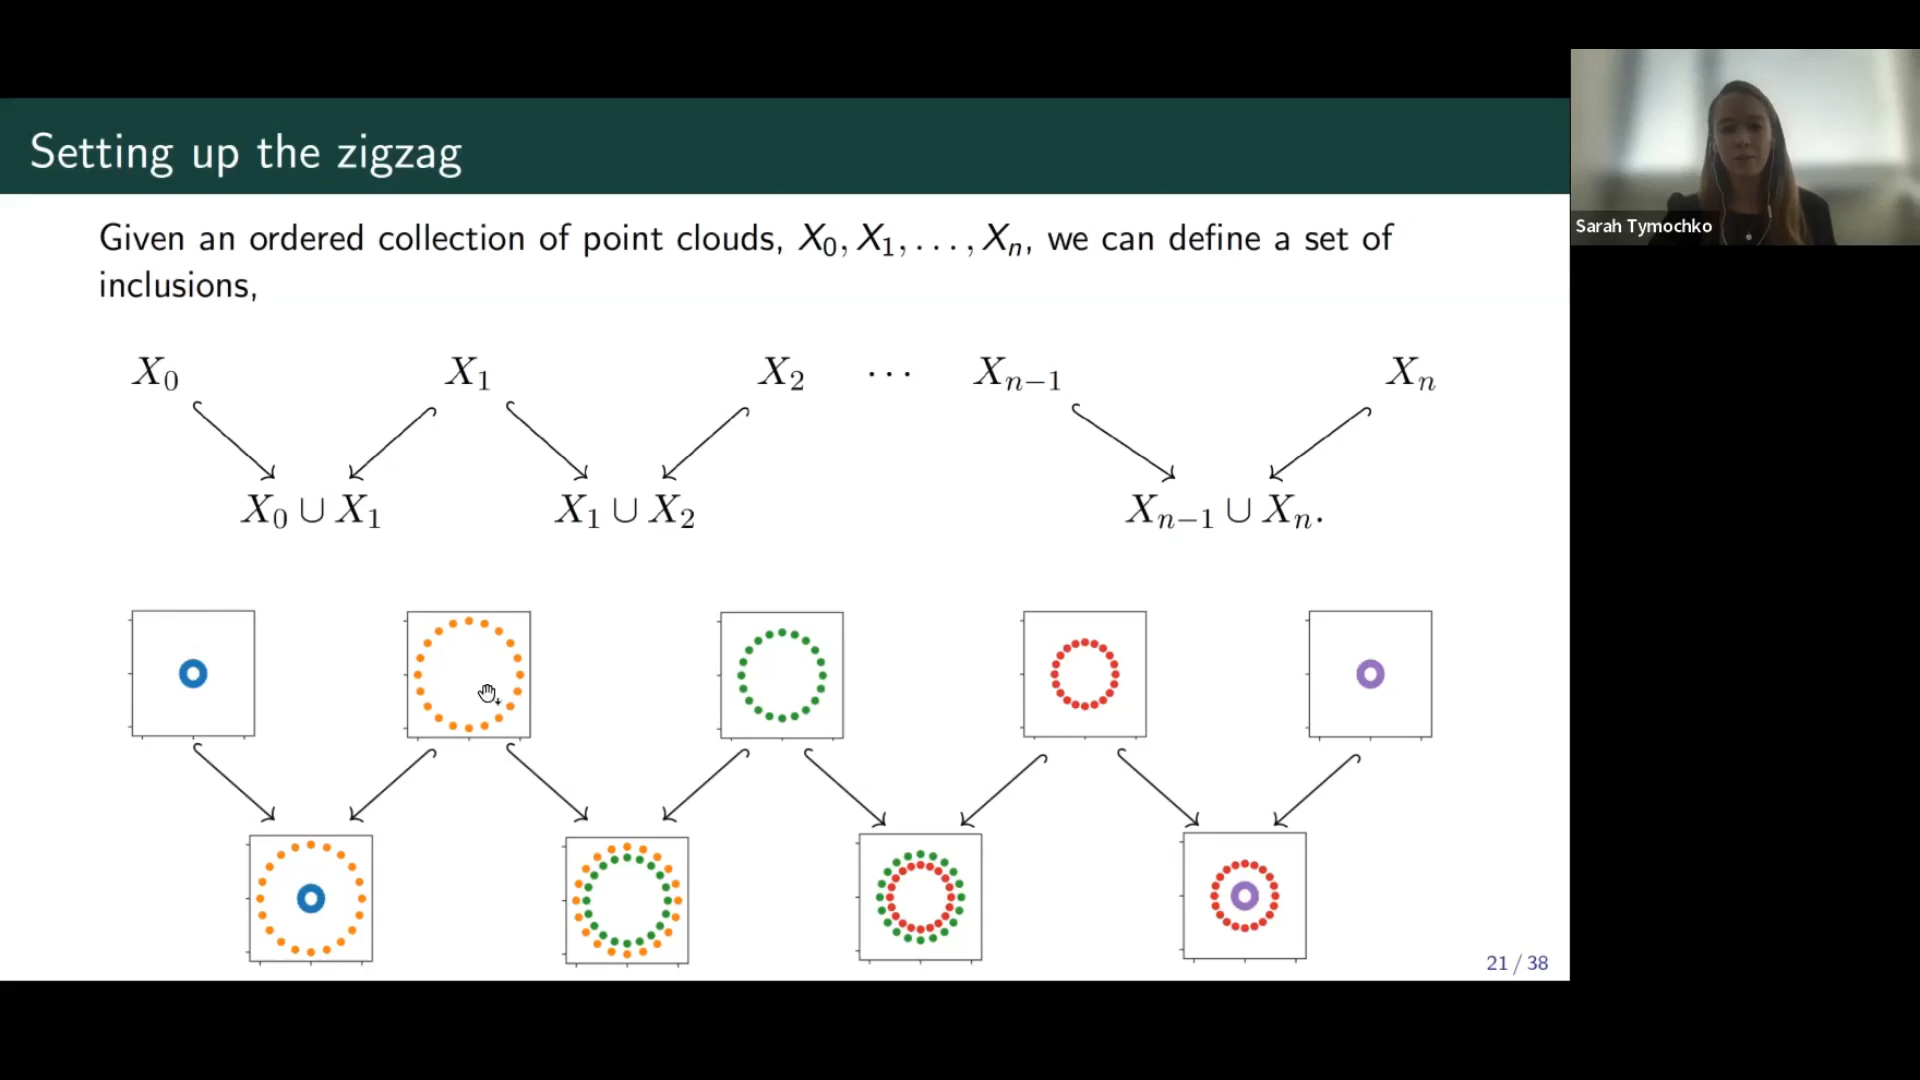 Setting up the zigzag
Given an ordered collection of point clouds, X₀, X₁, . . . , Xₙ, we can define a set of
inclusions,
X₀ X₁ X₂ ⋯ Xₙ₋₁ Xₙ
X₀ ∪ X₁ X₁ ∪ X₂ Xₙ₋₁ ∪ Xₙ.
21 / 38
Sarah Tymochko